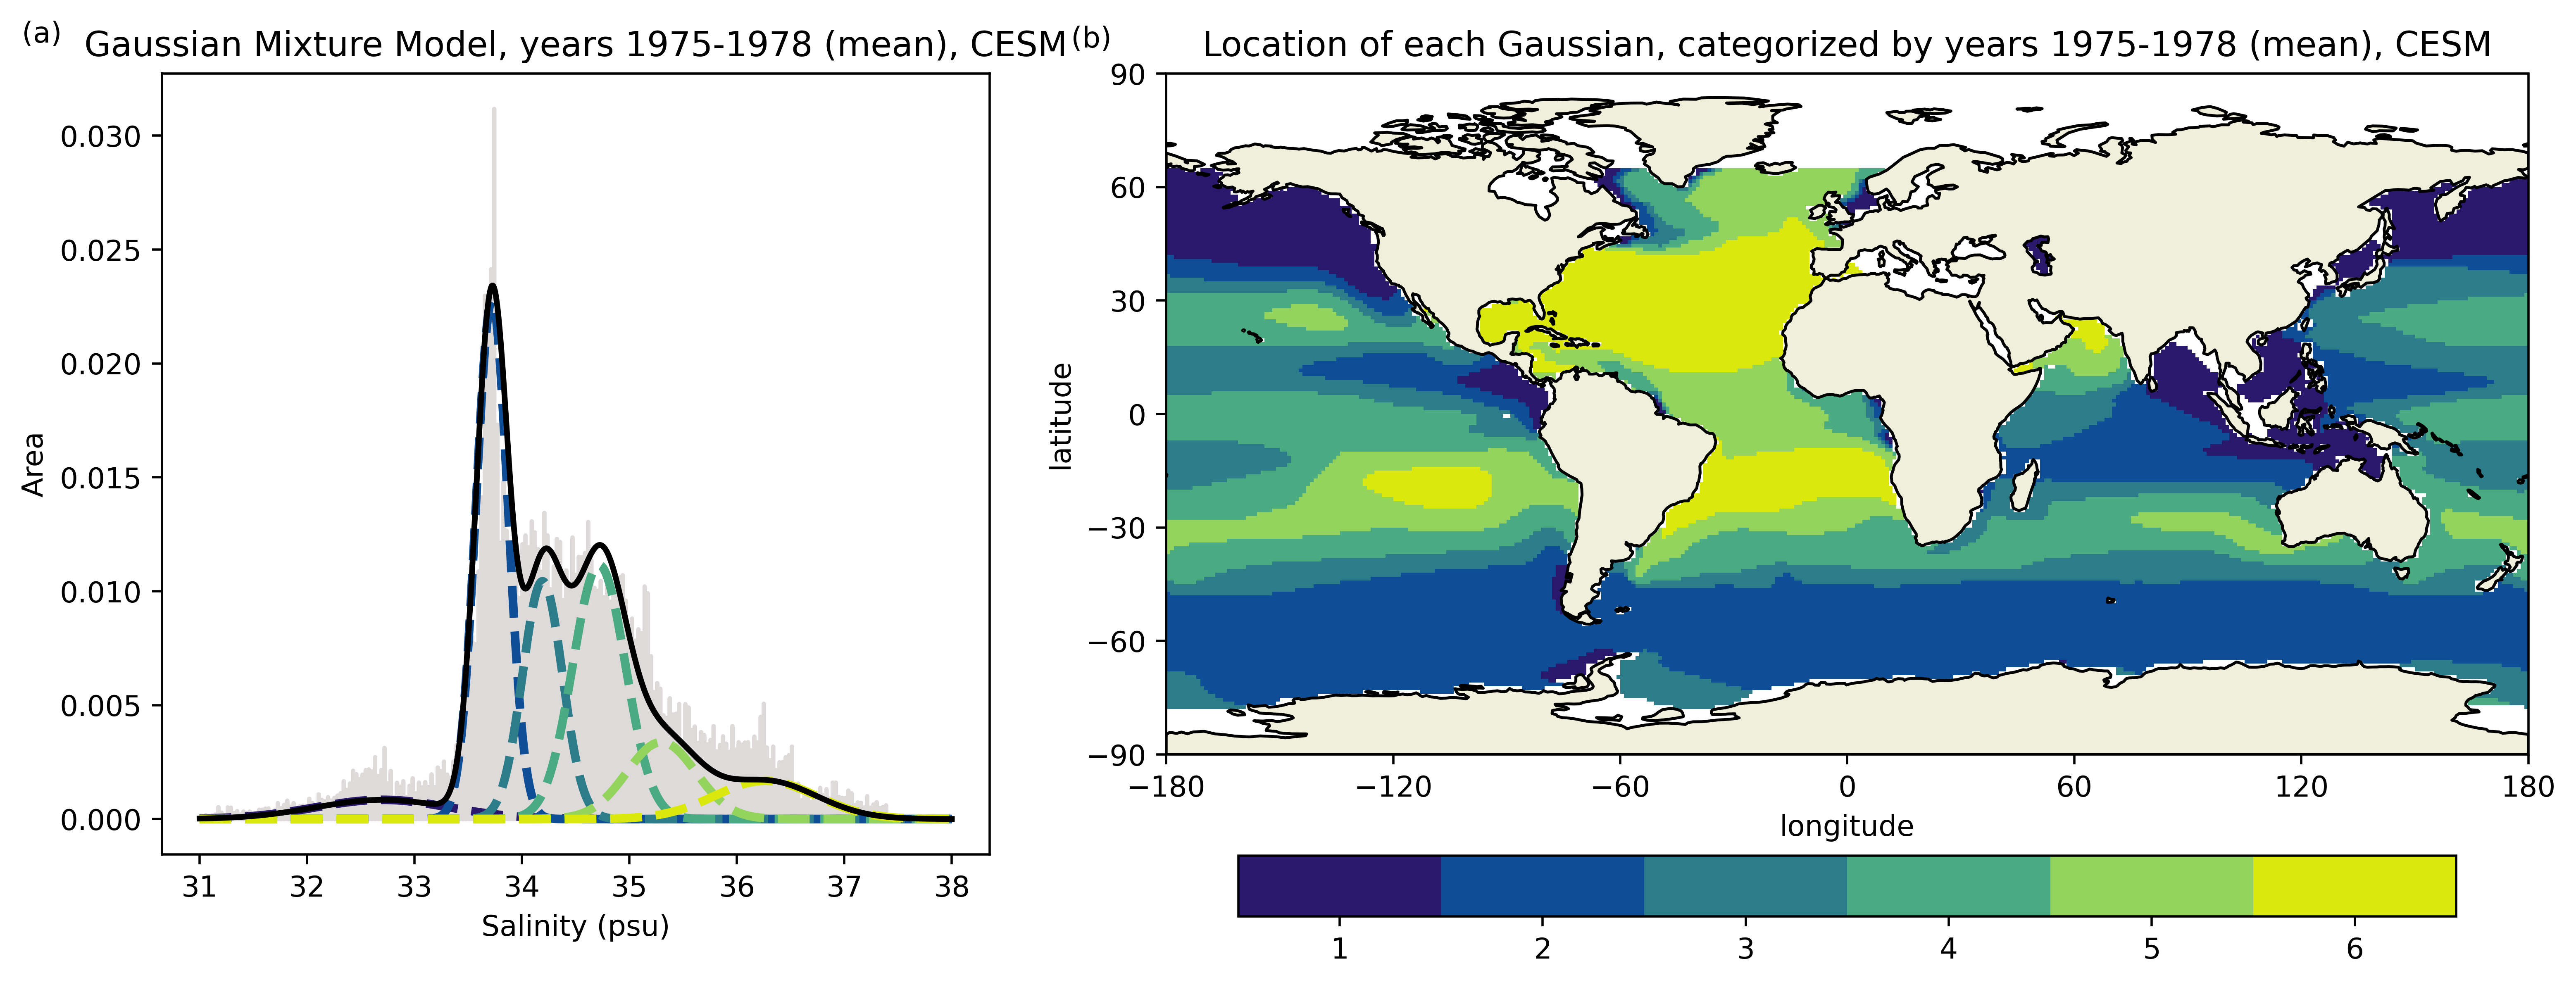 (a)
Gaussian Mixture Model, years 1975-1978 (mean), CESM
0.030
0.025
0.020
0.015
0.010
0.005
0.000
Area
31 32 33 34 35 36 37 38
Salinity (psu)
(b)
Location of each Gaussian, categorized by years 1975-1978 (mean), CESM
90
60
30
0
−30
−60
−90
latitude
−180 −120 −60 0 60 120 180
longitude
1 2 3 4 5 6